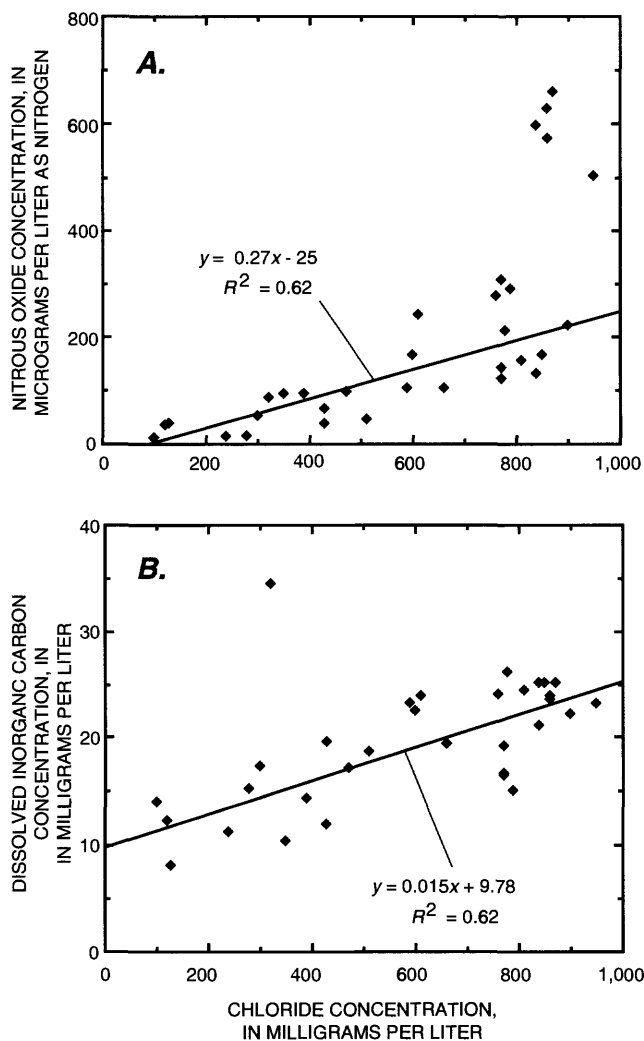 NITROUS OXIDE CONCENTRATION, IN
MICROGRAMS PER LITER AS NITROGEN
800
600
400
200
0
A.
y = 0.27x - 25
R2 = 0.62
200
400
600
800
1,000
DISSOLVED INORGANC CARBON
CONCENTRATION, IN
IN MILLIGRAMS PER LITER
40
30
20
10
0
B.
y = 0.015x + 9.78
R2 = 0.62
0
200
400
600
800
1,000
CHLORIDE CONCENTRATION,
IN MILLIGRAMS PER LITER